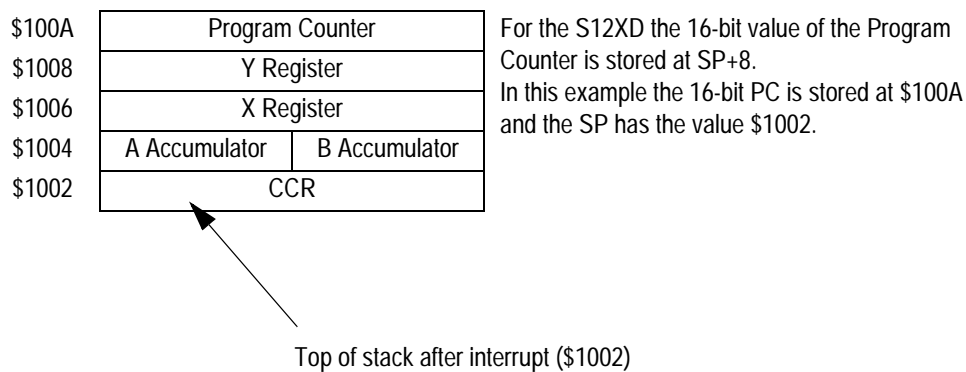 $100A Program Counter
$1008 Y Register
$1006 X Register
$1004 A Accumulator B Accumulator
$1002 CCR
For the S12XD the 16-bit value of the Program
Counter is stored at SP+8.
In this example the 16-bit PC is stored at $100A
and the SP has the value $1002.
Top of stack after interrupt ($1002)